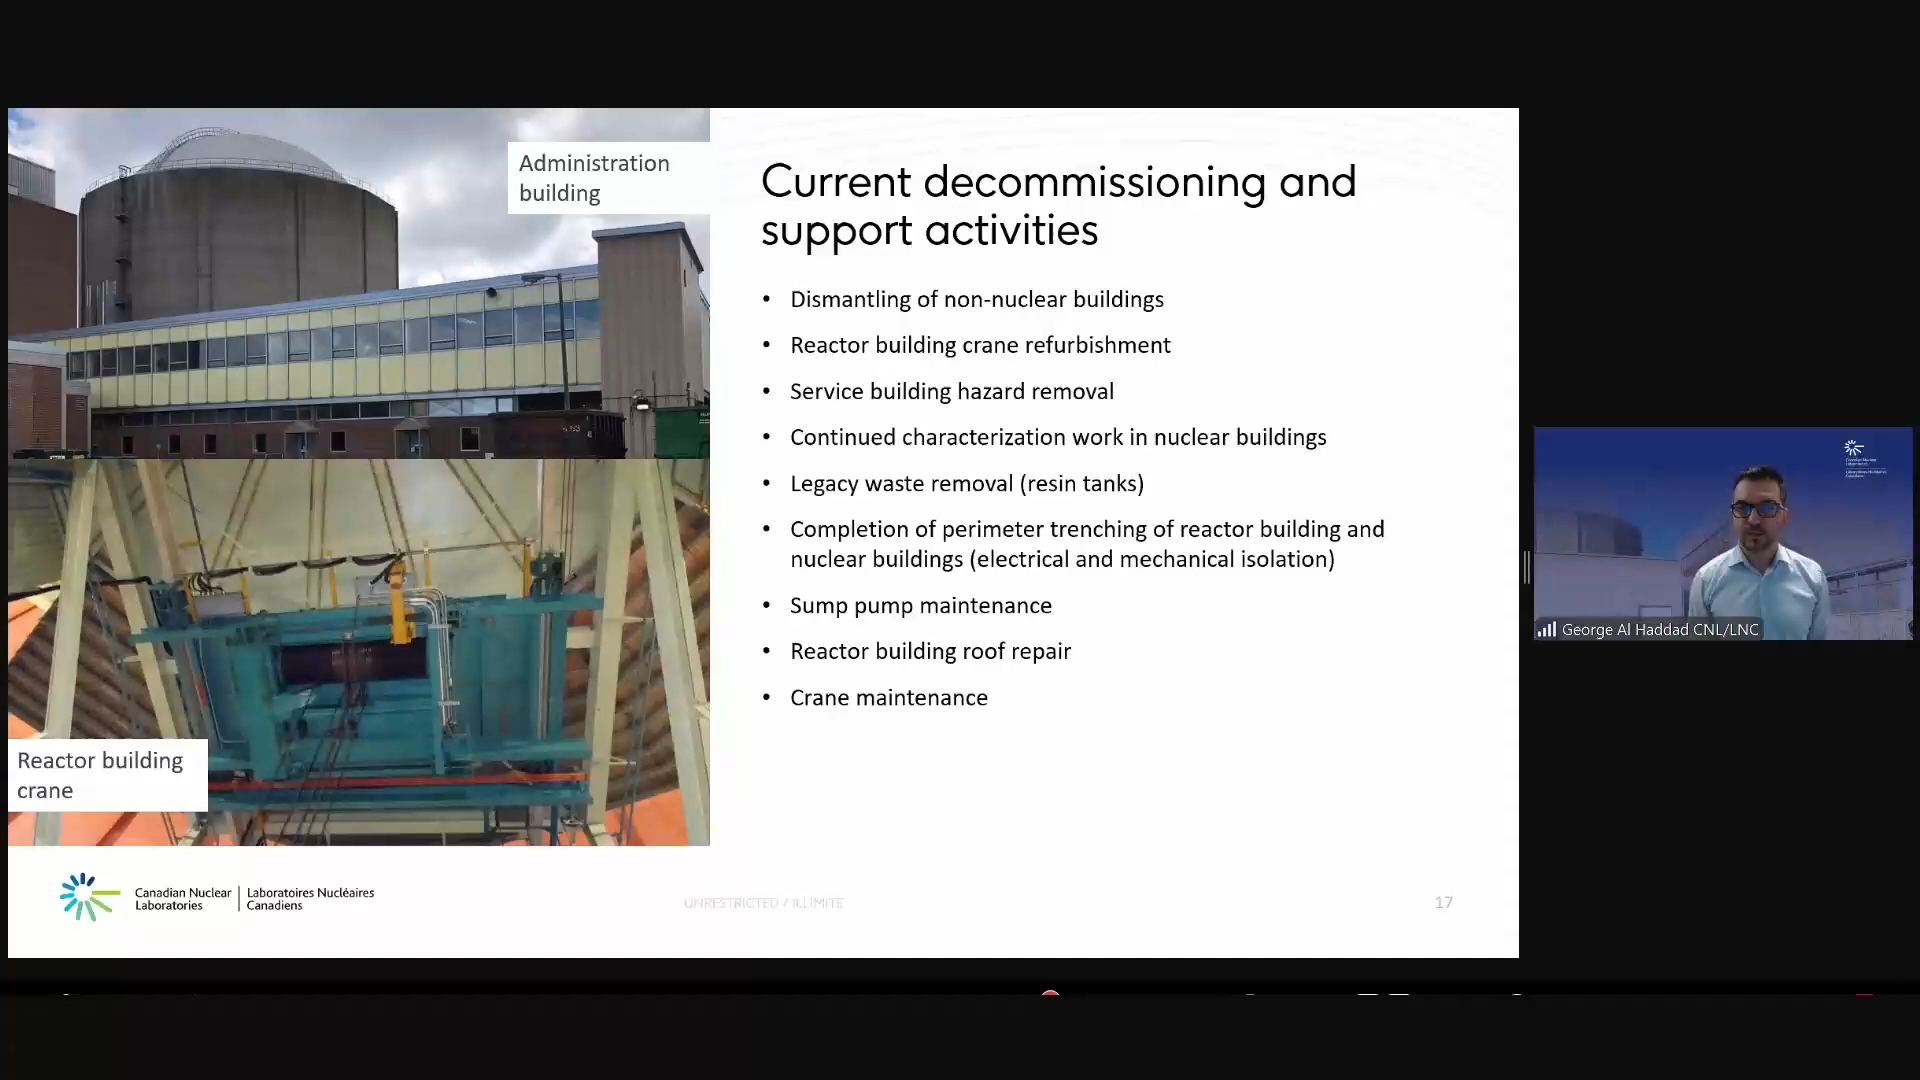 Administration
building
Current decommissioning and
support activities
• Dismantling of non-nuclear buildings
• Reactor building crane refurbishment
• Service building hazard removal
• Continued characterization work in nuclear buildings
• Legacy waste removal (resin tanks)
• Completion of perimeter trenching of reactor building and
nuclear buildings (electrical and mechanical isolation)
• Sump pump maintenance
• Reactor building roof repair
• Crane maintenance
Reactor building
crane
Canadian Nuclear
Laboratories
Laboratoires Nucléaires
Canadiens
UNRESTRICTED / ILLIMITÉ
17
George Al Haddad CNL/LNC